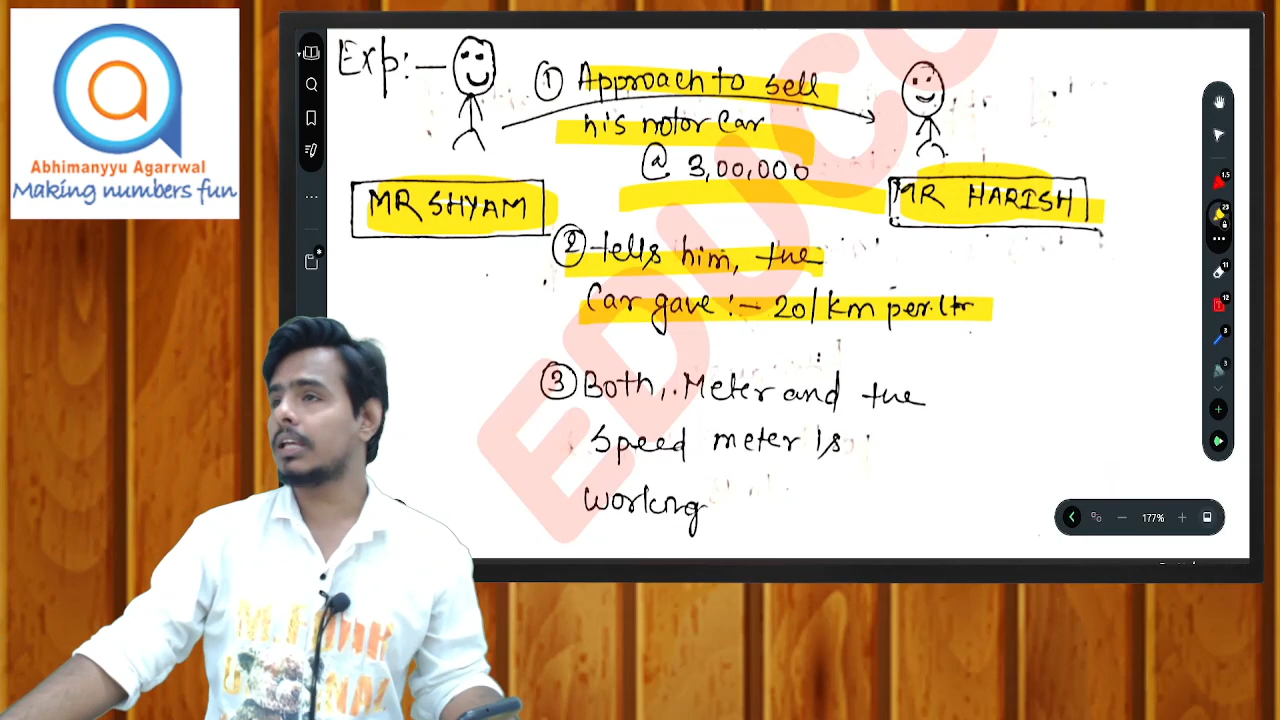 Abhimanyyu Agarrwal
Making numbers fun
Exp:-
① Approach to sell
his motor car
@ 3,00,000
MR SHYAM
MR HARISH
② tells him, the
Car gave :- 20/km per.ltr
③ Both, Meter and the
Speed meter is
working
EDUCO
177%